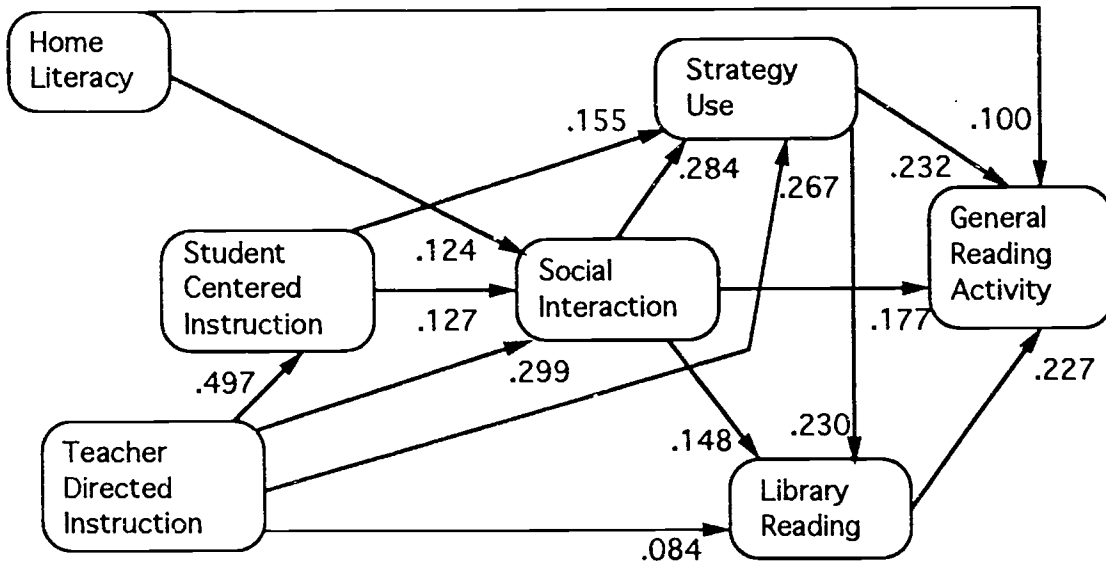 Home
Literacy
Strategy
Use
.155
.100
.284
.267
.232
Student
Centered
Instruction
.124
Social
Interaction
General
Reading
Activity
.127
.177
.497
.299
.227
Teacher
Directed
Instruction
.148
.230
Library
Reading
.084